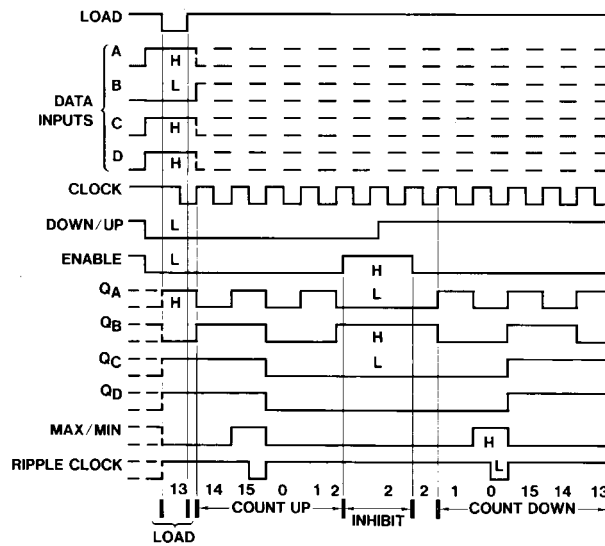 LOAD
A H
B L
DATA
INPUTS
C H
D H
CLOCK
DOWN/UP L
ENABLE L H
QA H L
QB H
QC L
QD
MAX/MIN H
RIPPLE CLOCK L
13 14 15 0 1 2 2 2 1 0 15 14 13
COUNT UP INHIBIT COUNT DOWN
LOAD